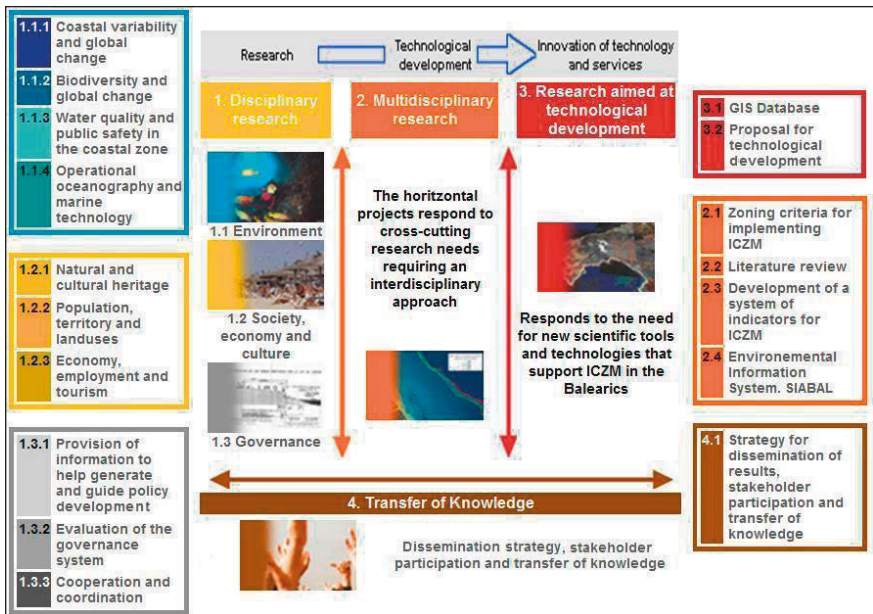 1.1.1 Coastal variability
and global
change
1.1.2 Biodiversity and
global change
1.1.3 Water quality and
public safety in
the coastal zone
1.1.4 Operational
oceanography and
marine
technology
1.2.1 Natural and
cultural heritage
1.2.2 Population,
territory and
landuses
1.2.3 Economy,
employment and
tourism
1.3.1 Provision of
information to
help generate
and guide policy
development
1.3.2 Evaluation of the
governance
system
1.3.3 Cooperation and
coordination
Research
Technological
development
Innovation of technology
and services
1. Disciplinary
research
2. Multidisciplinary
research
3. Research aimed at
technological
development
1.1 Environment
1.2 Society,
economy and
culture
1.3 Governance
The horitzontal
projects respond to
cross-cutting
research needs
requiring an
interdisciplinary
approach
Responds to the need
for new scientific tools
and technologies that
support ICZM in the
Balearics
4. Transfer of Knowledge
Dissemination strategy, stakeholder
participation and transfer of knowledge
3.1 GIS Database
3.2 Proposal for
technological
development
2.1 Zoning criteria for
implementing
ICZM
2.2 Literature review
2.3 Development of a
system of
indicators for
ICZM
2.4 Environemental
Information
System. SIABAL
4.1 Strategy for
dissemination of
results,
stakeholder
participation and
transfer of
knowledge